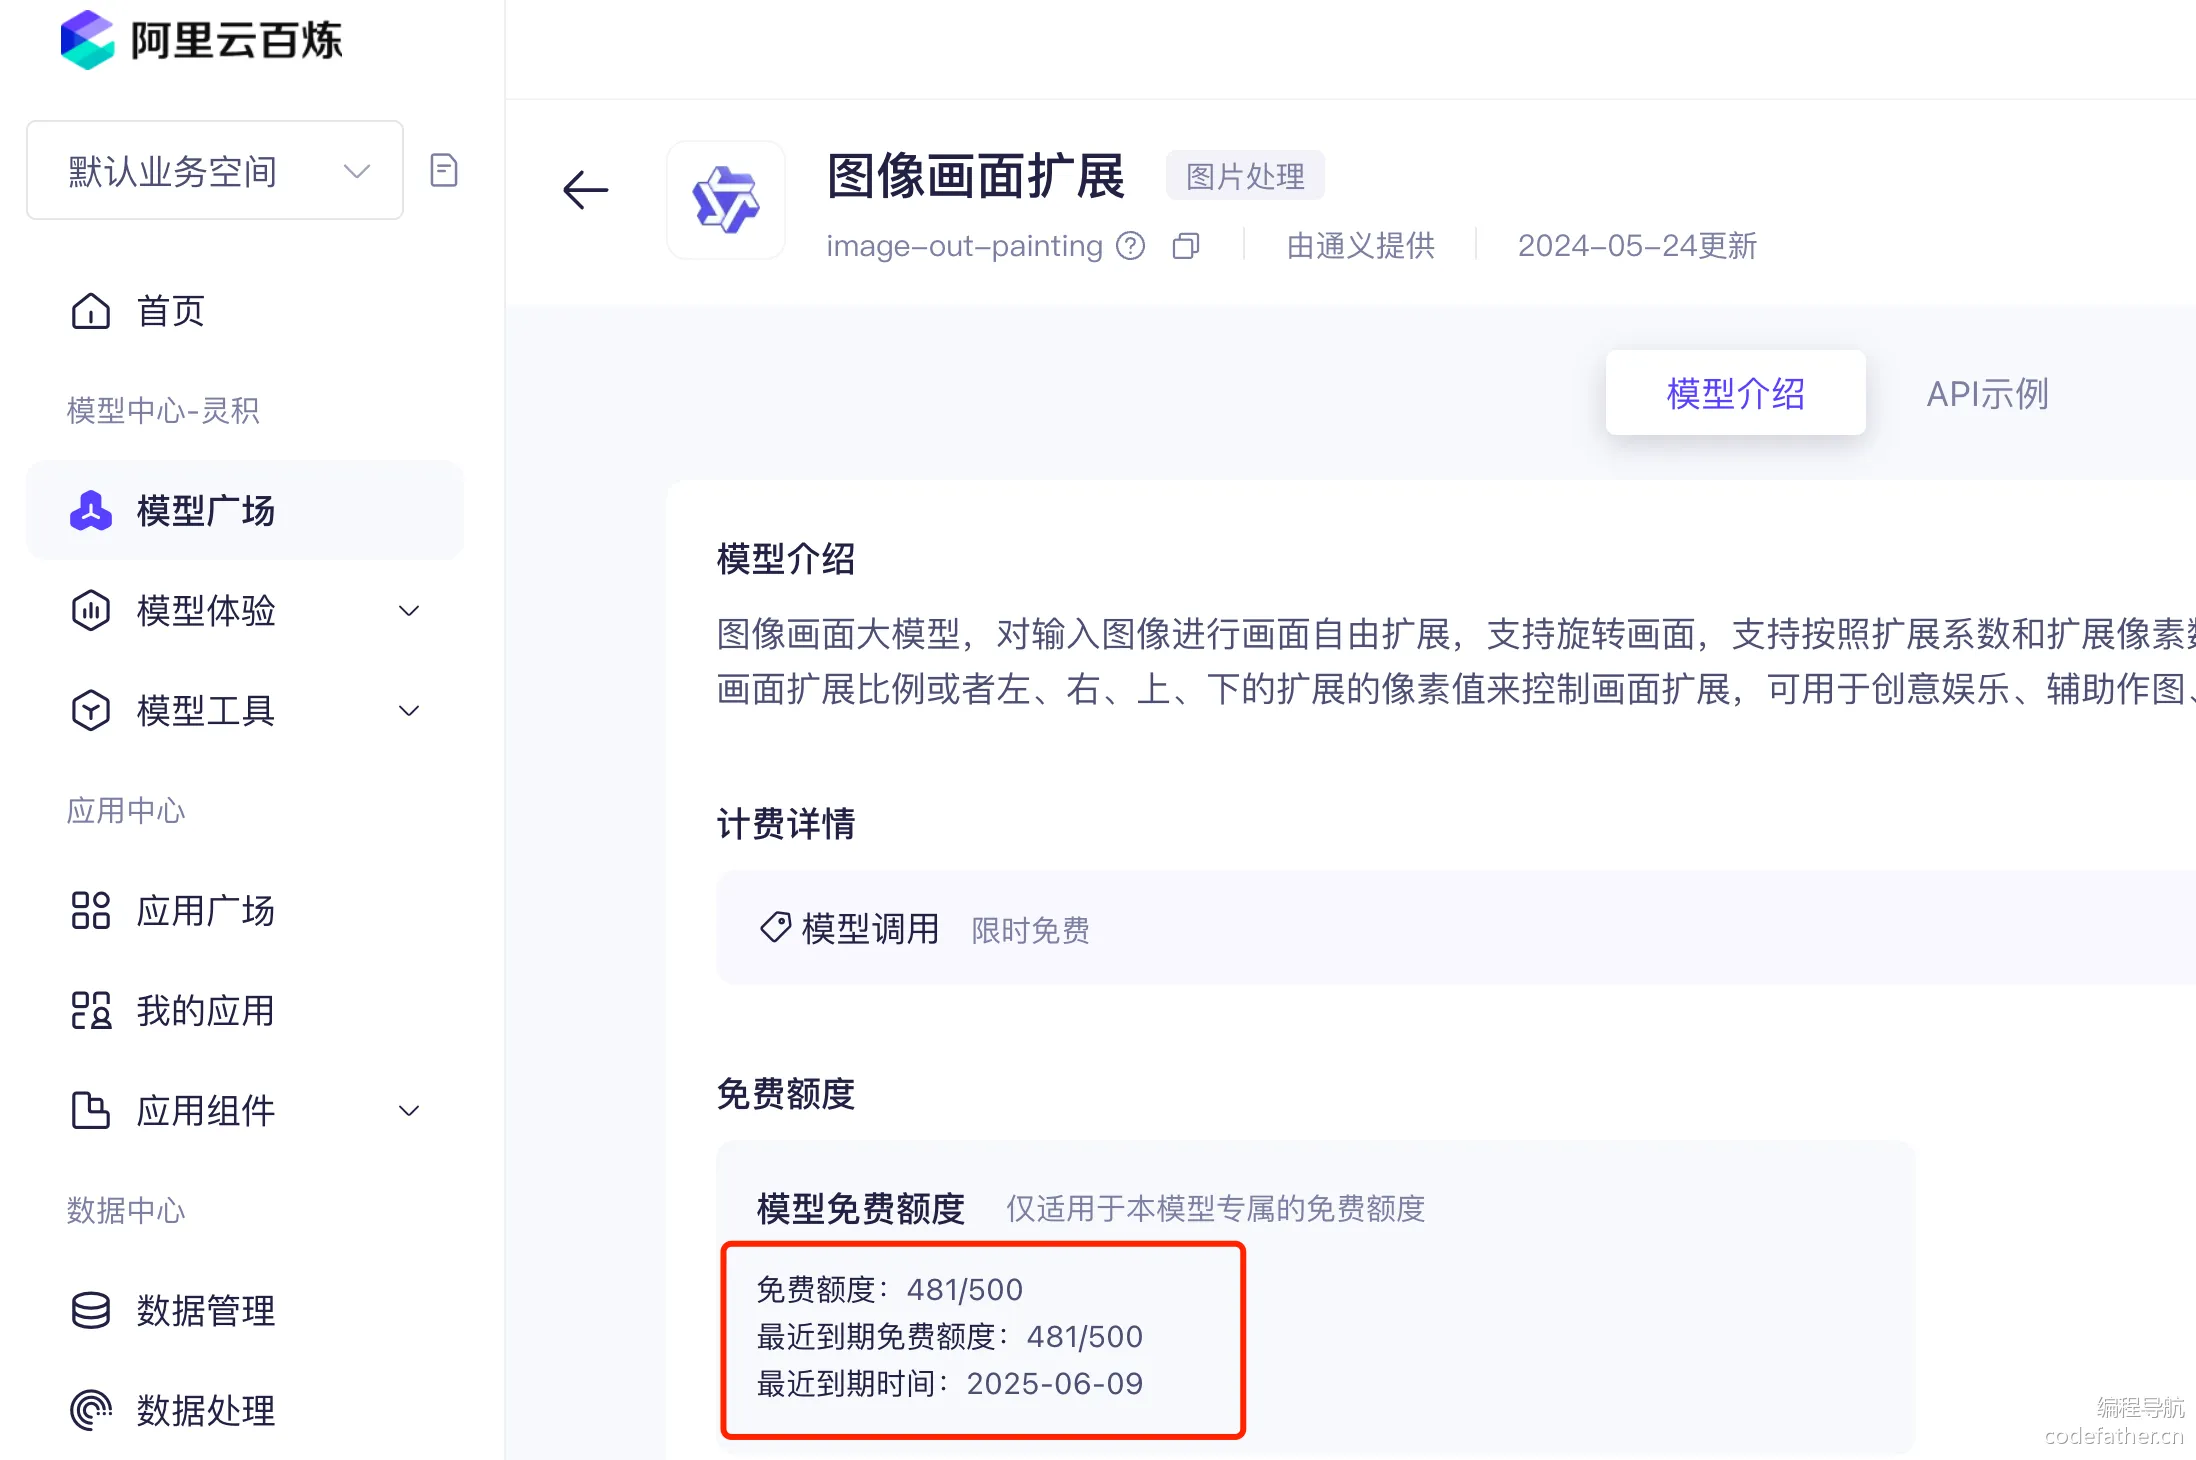 阿里云百炼
默认业务空间
首页
模型中心-灵积
模型广场
模型体验
模型工具
应用中心
应用广场
我的应用
应用组件
数据中心
数据管理
数据处理
图像画面扩展
图片处理
image-out-painting
由通义提供
2024-05-24更新
模型介绍
API示例
模型介绍
图像画面大模型，对输入图像进行画面自由扩展，支持旋转画面，支持按照扩展系数和扩展像素数
画面扩展比例或者左、右、上、下的扩展的像素值来控制画面扩展，可用于创意娱乐、辅助作图、
计费详情
模型调用 限时免费
免费额度
模型免费额度 仅适用于本模型专属的免费额度
免费额度：481/500
最近到期免费额度：481/500
最近到期时间：2025-06-09
编程导航
codefather.cn